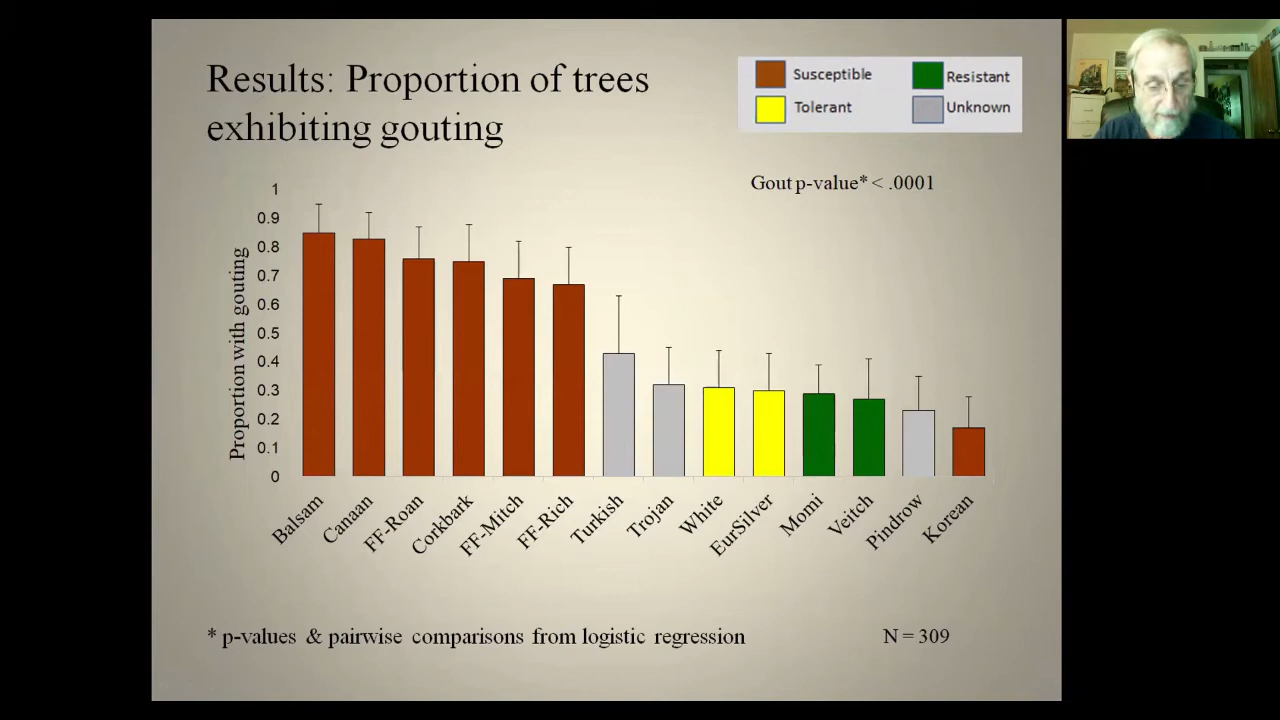 Results: Proportion of trees
exhibiting gouting
Susceptible
Resistant
Tolerant
Unknown
Gout p-value* < .0001
Proportion with gouting
1
0.9
0.8
0.7
0.6
0.5
0.4
0.3
0.2
0.1
0
Balsam
Canaan
FF-Roan
Corkbark
FF-Mitch
FF-Rich
Turkish
Trojan
White
EurSilver
Momi
Veitch
Pindrow
Korean
* p-values & pairwise comparisons from logistic regression
N = 309